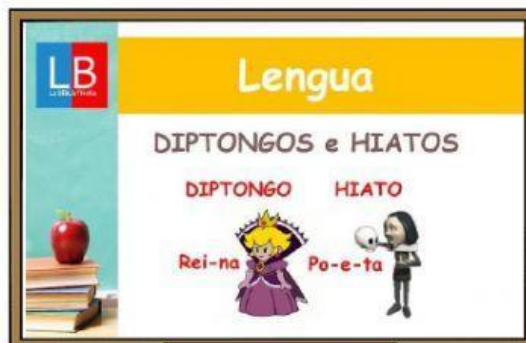 LB
Lengua
DIPTONGOS e HIATOS
DIPTONGO HIATO
Rei-na Po-e-ta